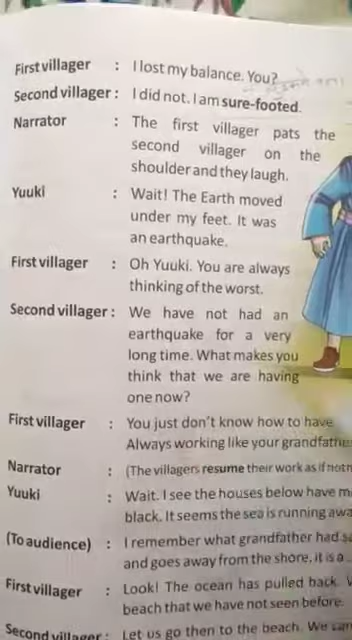 First villager : I lost my balance. You?
Second villager : I did not. I am sure-footed.
Narrator : The first villager pats the
second villager on the
shoulder and they laugh.
Yuuki : Wait! The Earth moved
under my feet. It was
an earthquake.
First villager : Oh Yuuki. You are always
thinking of the worst.
Second villager : We have not had an
earthquake for a very
long time. What makes you
think that we are having
one now?
First villager : You just don't know how to have
Always working like your
Narrator : (The villagers resume their work as if
Yuuki : Wait. I see the houses below have
black. It seems the sea is running
(To audience) : I remember what grandfather had
and goes away from the shore, it is a
First villager : Look! The ocean has pulled back.
beach that we have not seen before.
Second villager : Let us go then to the beach. We can